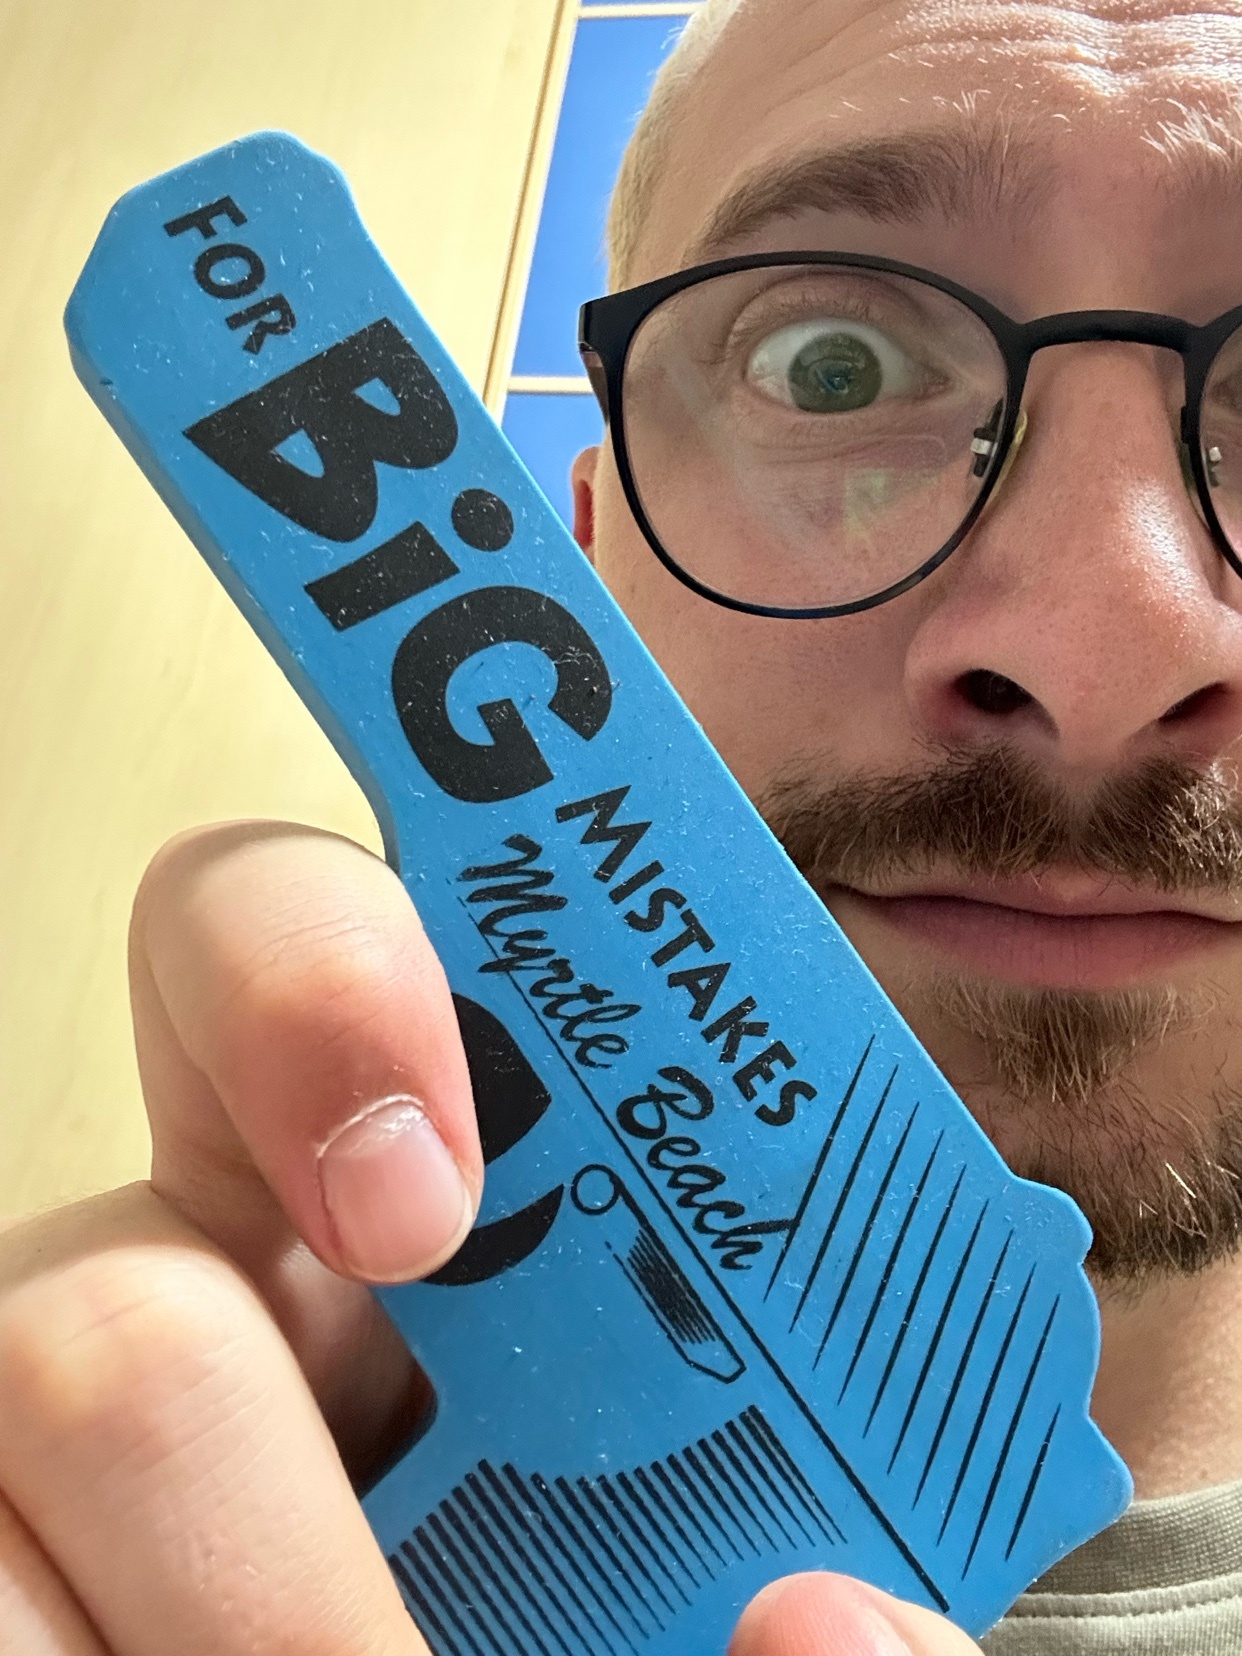 FOR
BiG
MISTAKES
Myrtle Beach